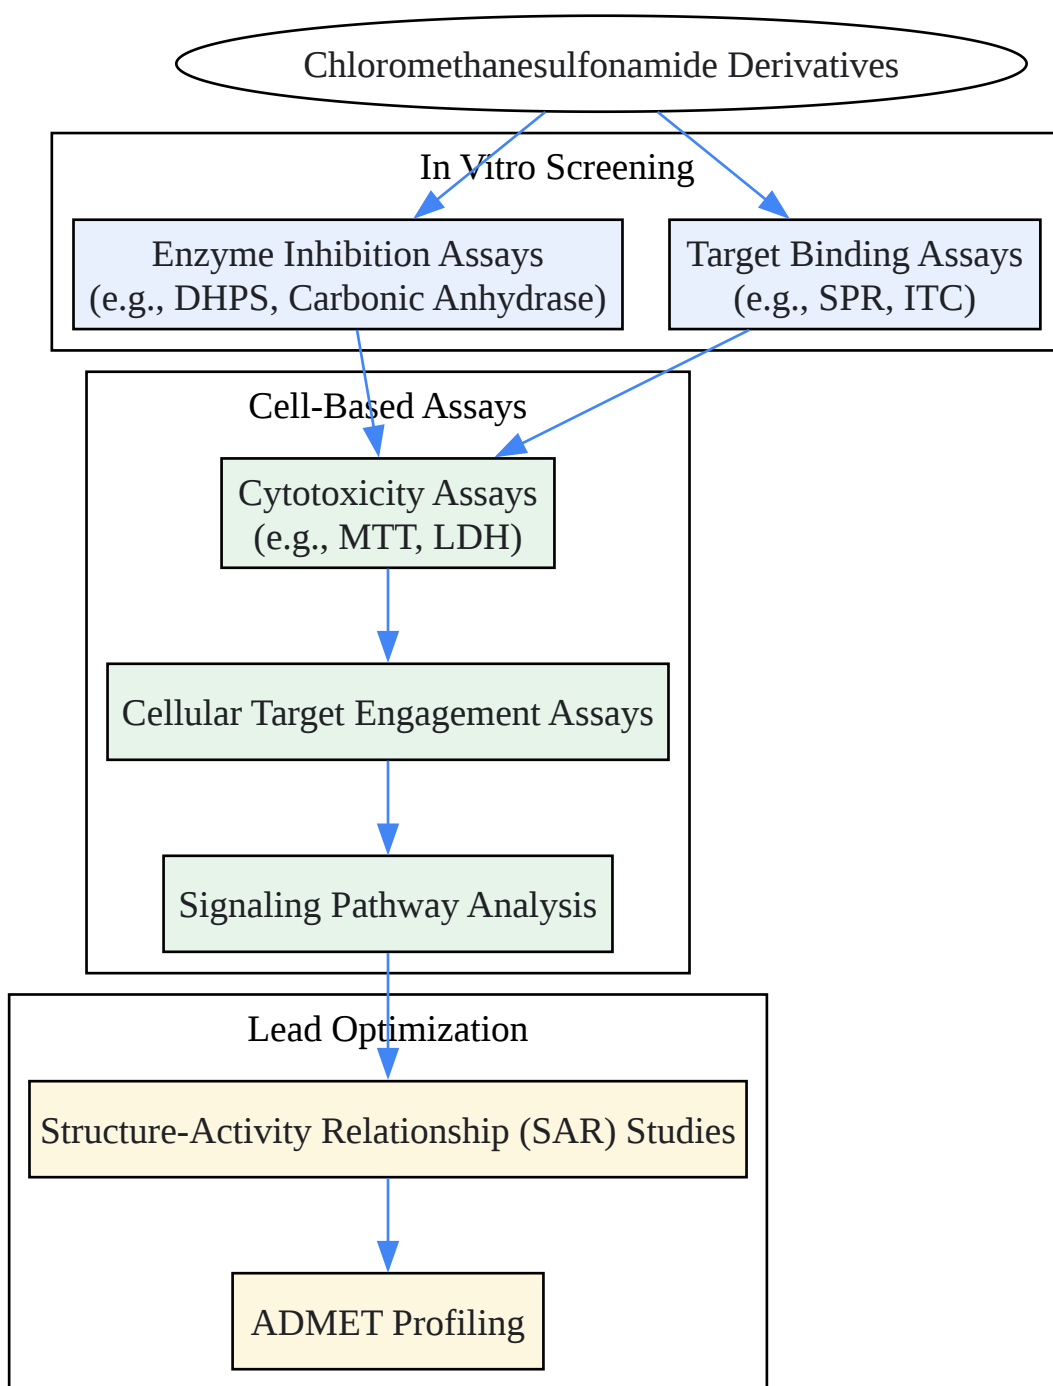 Chloromethanesulfonamide Derivatives
In Vitro Screening
Enzyme Inhibition Assays
(e.g., DHPS, Carbonic Anhydrase)
Target Binding Assays
(e.g., SPR, ITC)
Cell-Based Assays
Cytotoxicity Assays
(e.g., MTT, LDH)
Cellular Target Engagement Assays
Signaling Pathway Analysis
Lead Optimization
Structure-Activity Relationship (SAR) Studies
ADMET Profiling